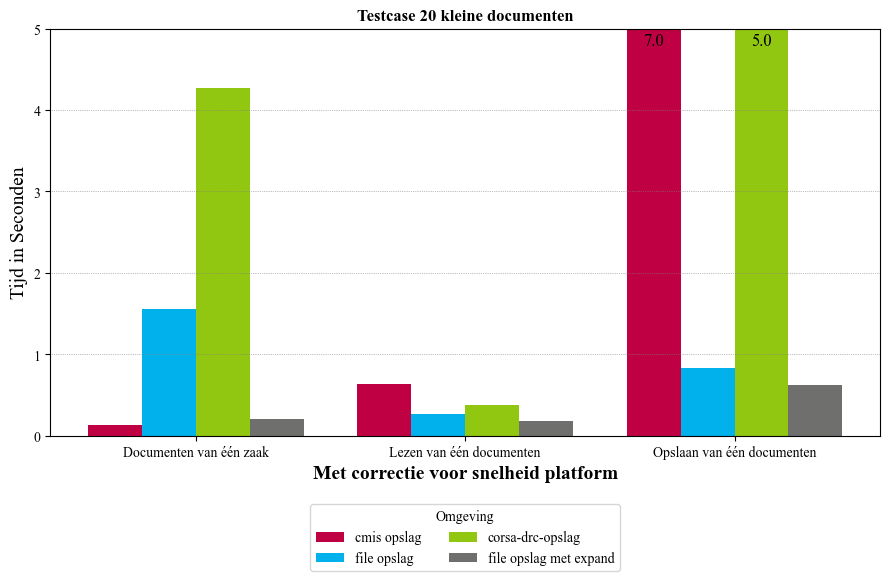 Testcase 20 kleine documenten
Tijd in Seconden
5
4
3
2
1
0
7.0
5.0
Documenten van één zaak
Lezen van één documenten
Opslaan van één documenten
Met correctie voor snelheid platform
Omgeving
cmis opslag
file opslag
corsa-drc-opslag
file opslag met expand